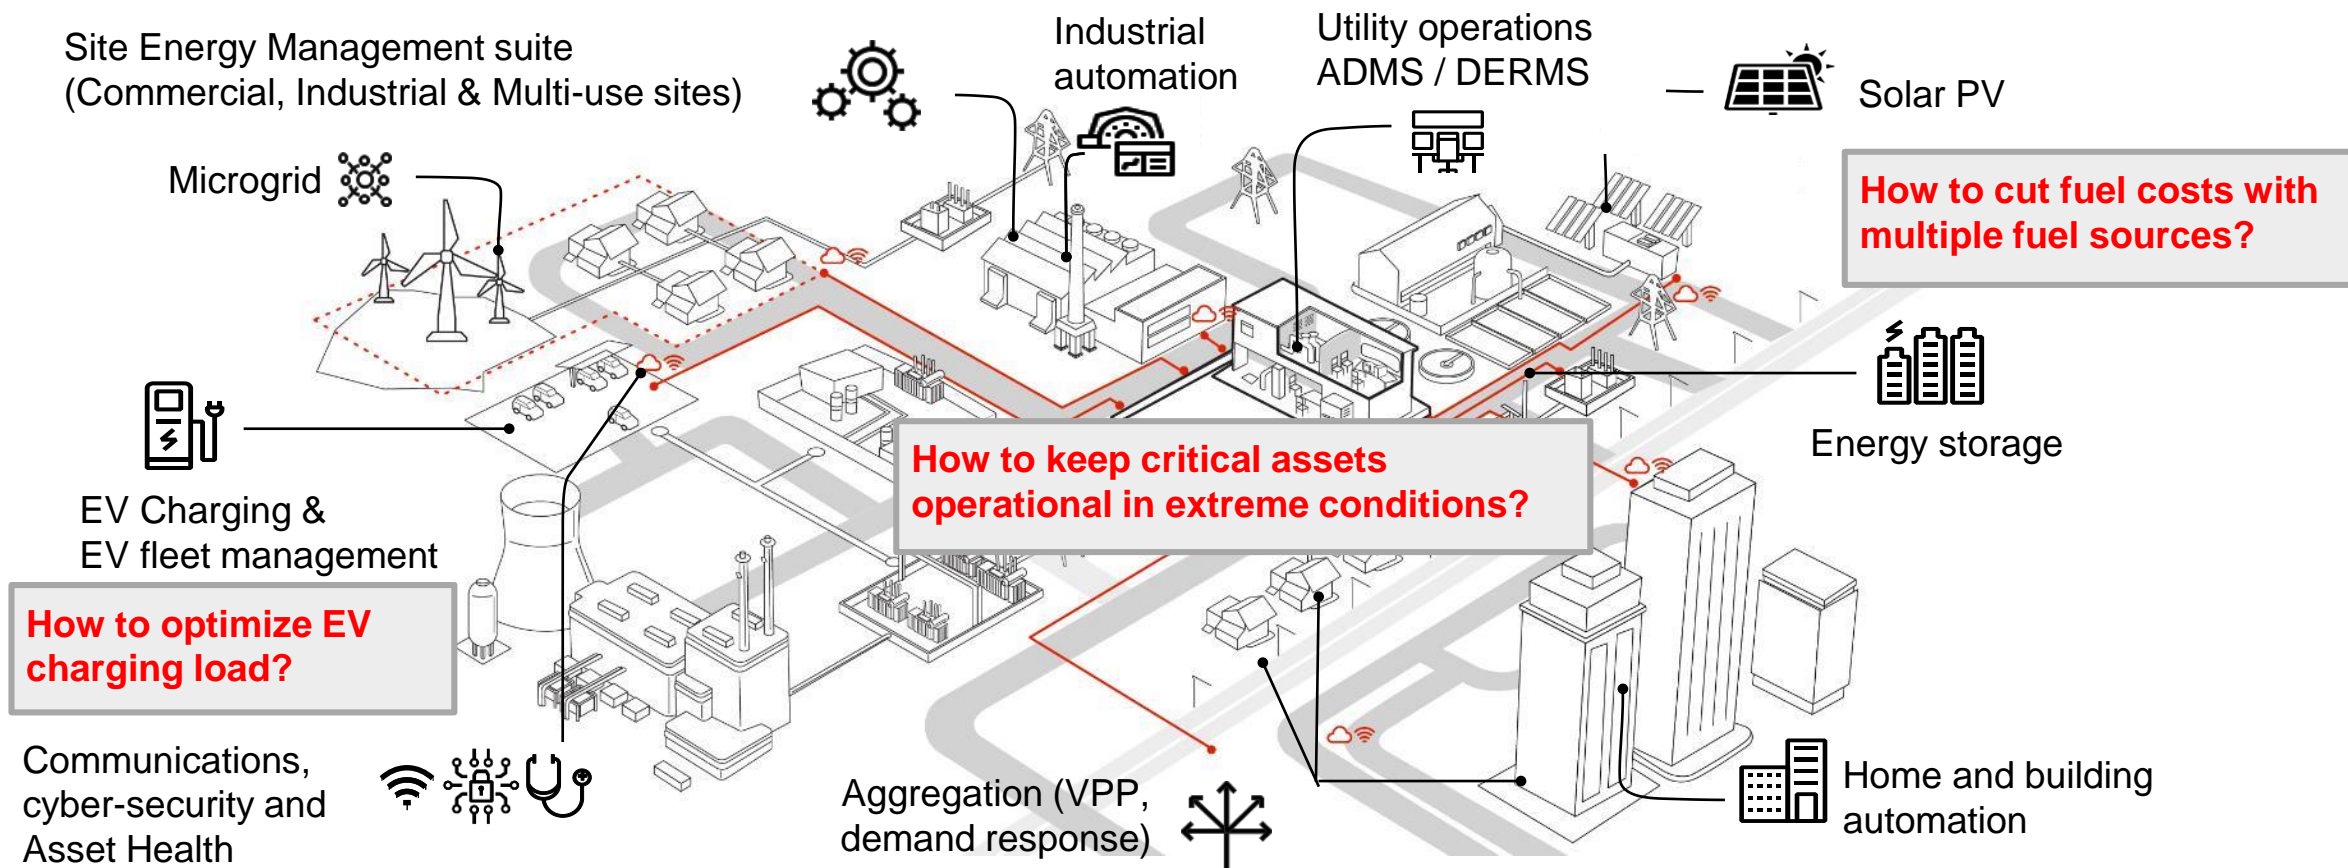 Site Energy Management suite
(Commercial, Industrial & Multi-use sites)
Industrial
automation
Utility operations
ADMS / DERMS
Solar PV
Microgrid
How to cut fuel costs with
multiple fuel sources?
Energy storage
How to keep critical assets
operational in extreme conditions?
EV Charging &
EV fleet management
How to optimize EV
charging load?
Communications,
cyber-security and
Asset Health
Aggregation (VPP,
demand response)
Home and building
automation